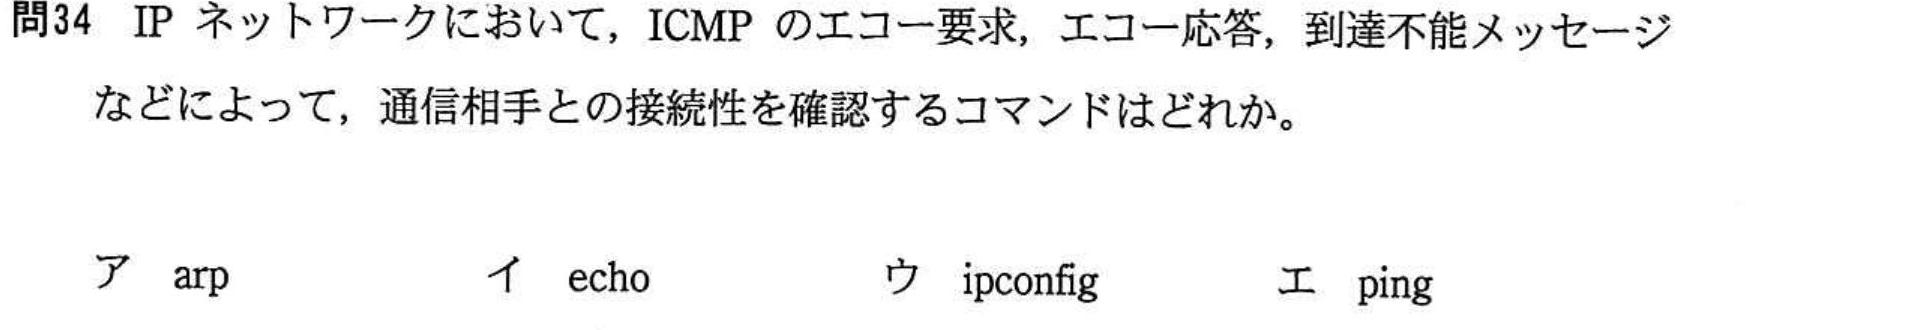 問34 IP ネットワークにおいて，ICMP のエコー要求，エコー応答，到達不能メッセージ
などによって，通信相手との接続性を確認するコマンドはどれか。
ア arp イ echo ウ ipconfig エ ping